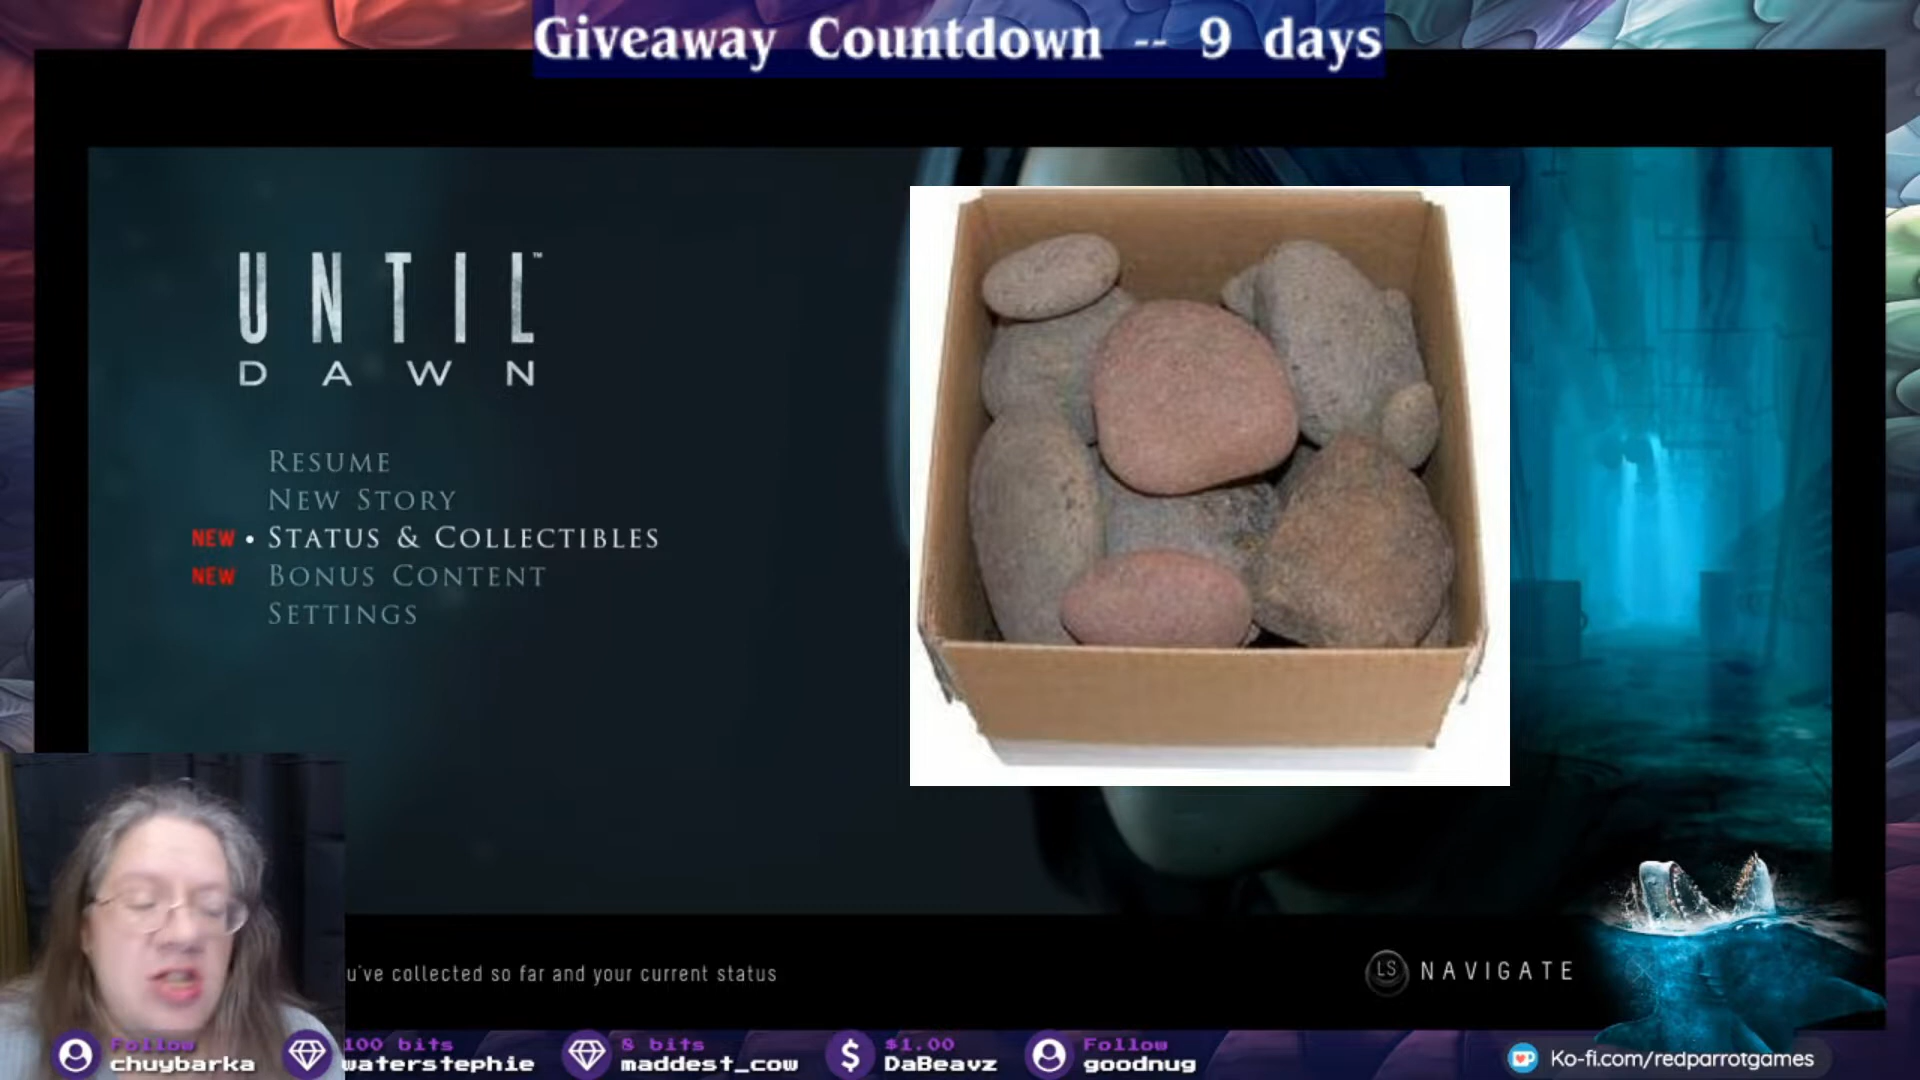 Giveaway Countdown -- 9 days
UNTIL™
DAWN
RESUME
NEW STORY
NEW • STATUS & COLLECTIBLES
NEW BONUS CONTENT
SETTINGS
u've collected so far and your current status
LS NAVIGATE
Follow
chuybarka
100 bits
waterstephie
8 bits
maddest_cow
$ $1.00
DaBeavz
Follow
goodnug
Ko-fi.com/redparrotgames